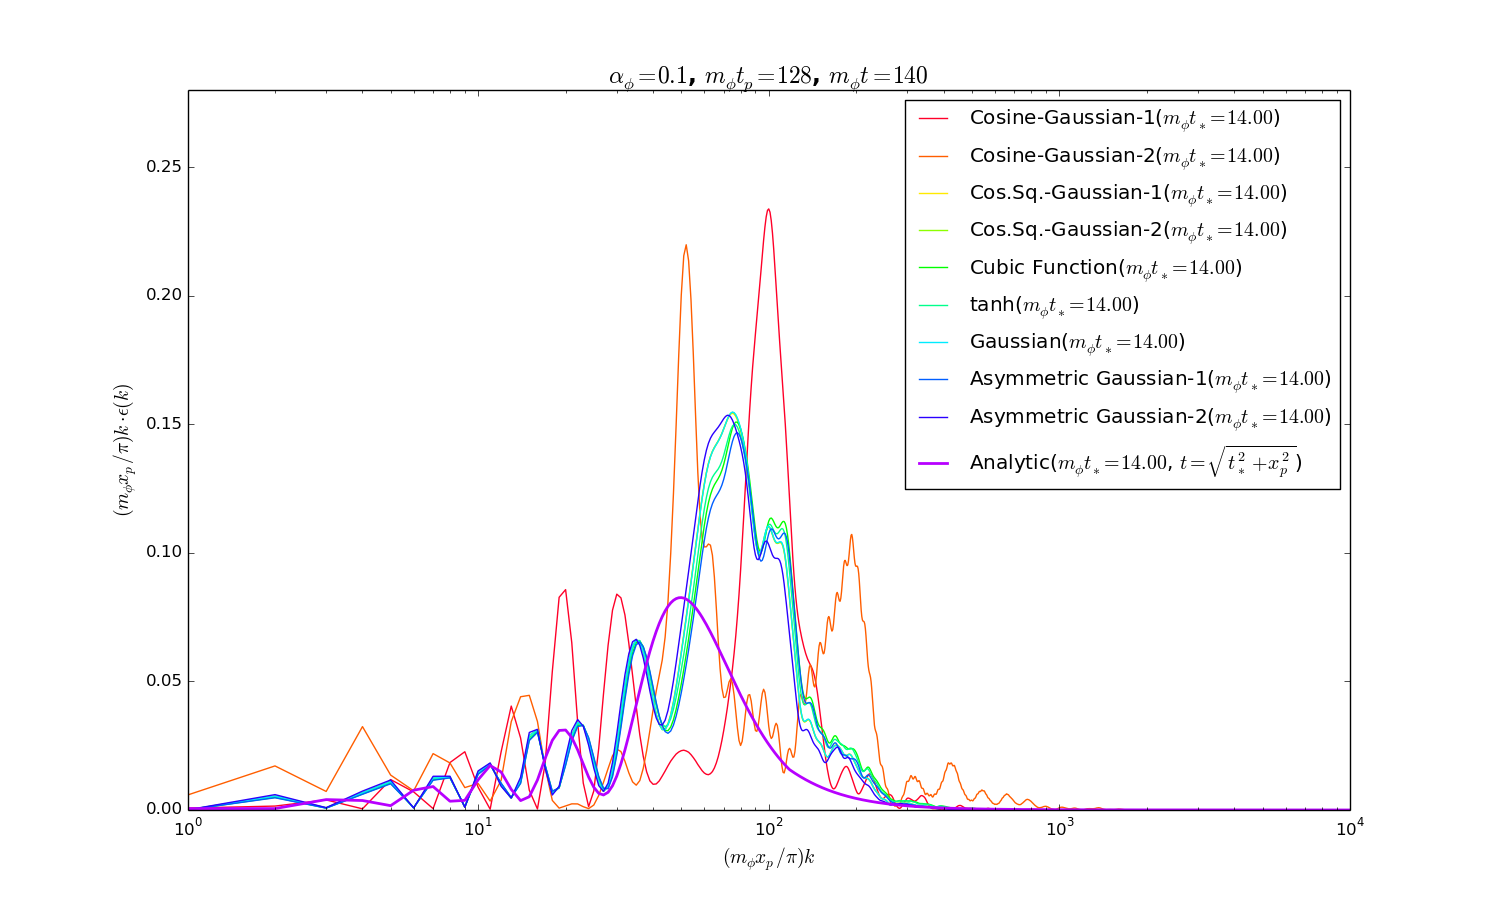 α_ϕ = 0.1, m_ϕt_p = 128, m_ϕt = 140
Cosine-Gaussian-1(m_ϕt_* = 14.00)
Cosine-Gaussian-2(m_ϕt_* = 14.00)
Cos.Sq.-Gaussian-1(m_ϕt_* = 14.00)
Cos.Sq.-Gaussian-2(m_ϕt_* = 14.00)
Cubic Function(m_ϕt_* = 14.00)
tanh(m_ϕt_* = 14.00)
Gaussian(m_ϕt_* = 14.00)
Asymmetric Gaussian-1(m_ϕt_* = 14.00)
Asymmetric Gaussian-2(m_ϕt_* = 14.00)
Analytic(m_ϕt_* = 14.00, t = √(t_*^2 + x_p^2))
(m_ϕx_p/π)k · ϵ(k)
0.25
0.20
0.15
0.10
0.05
0.00
10^0 10^1 10^2 10^3 10^4
(m_ϕx_p/π)k